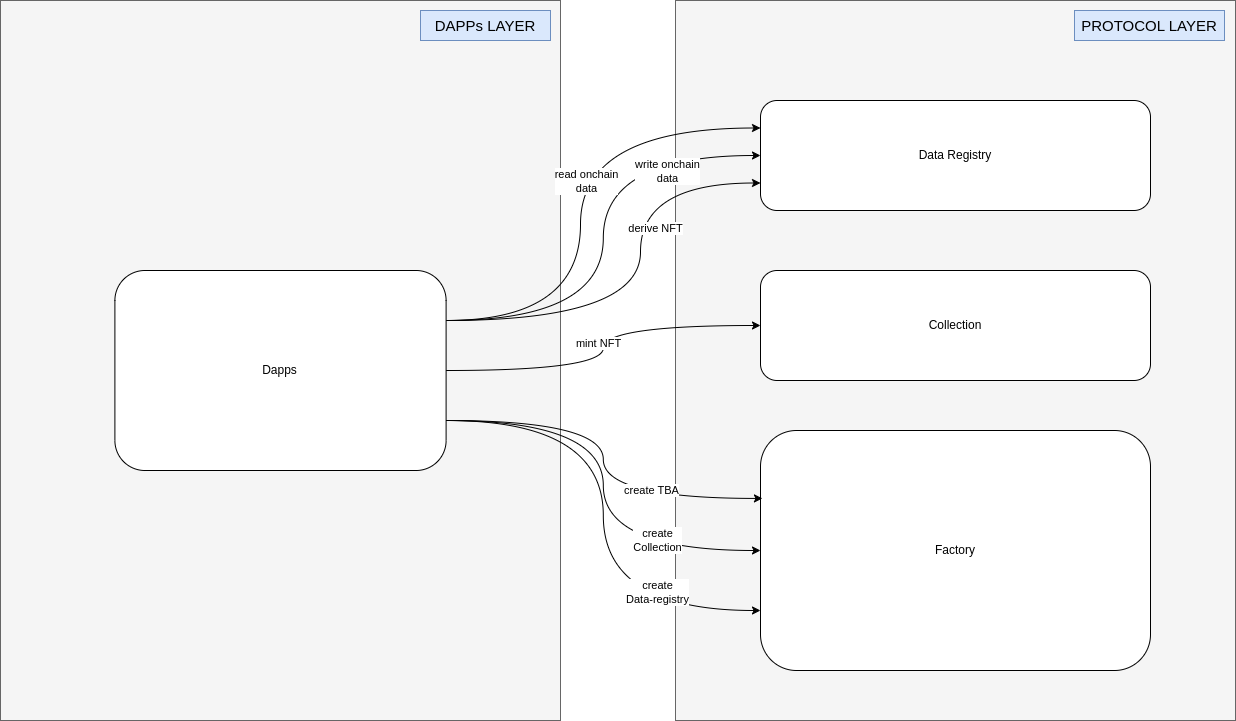 DAPPs LAYER
PROTOCOL LAYER
Data Registry
read onchain
data
write onchain
data
derive NFT
Collection
mint NFT
Dapps
create TBA
create
Collection
Factory
create
Data-registry